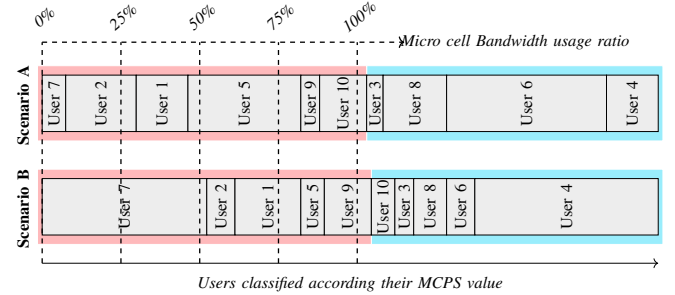 0% 25% 50% 75% 100%
Micro cell Bandwidth usage ratio
Scenario A
User 7 User 2 User 1 User 5 User 9 User 10 User 3 User 8 User 6 User 4
Scenario B
User 7 User 2 User 1 User 5 User 9 User 10 User 3 User 8 User 6 User 4
Users classified according their MCPS value